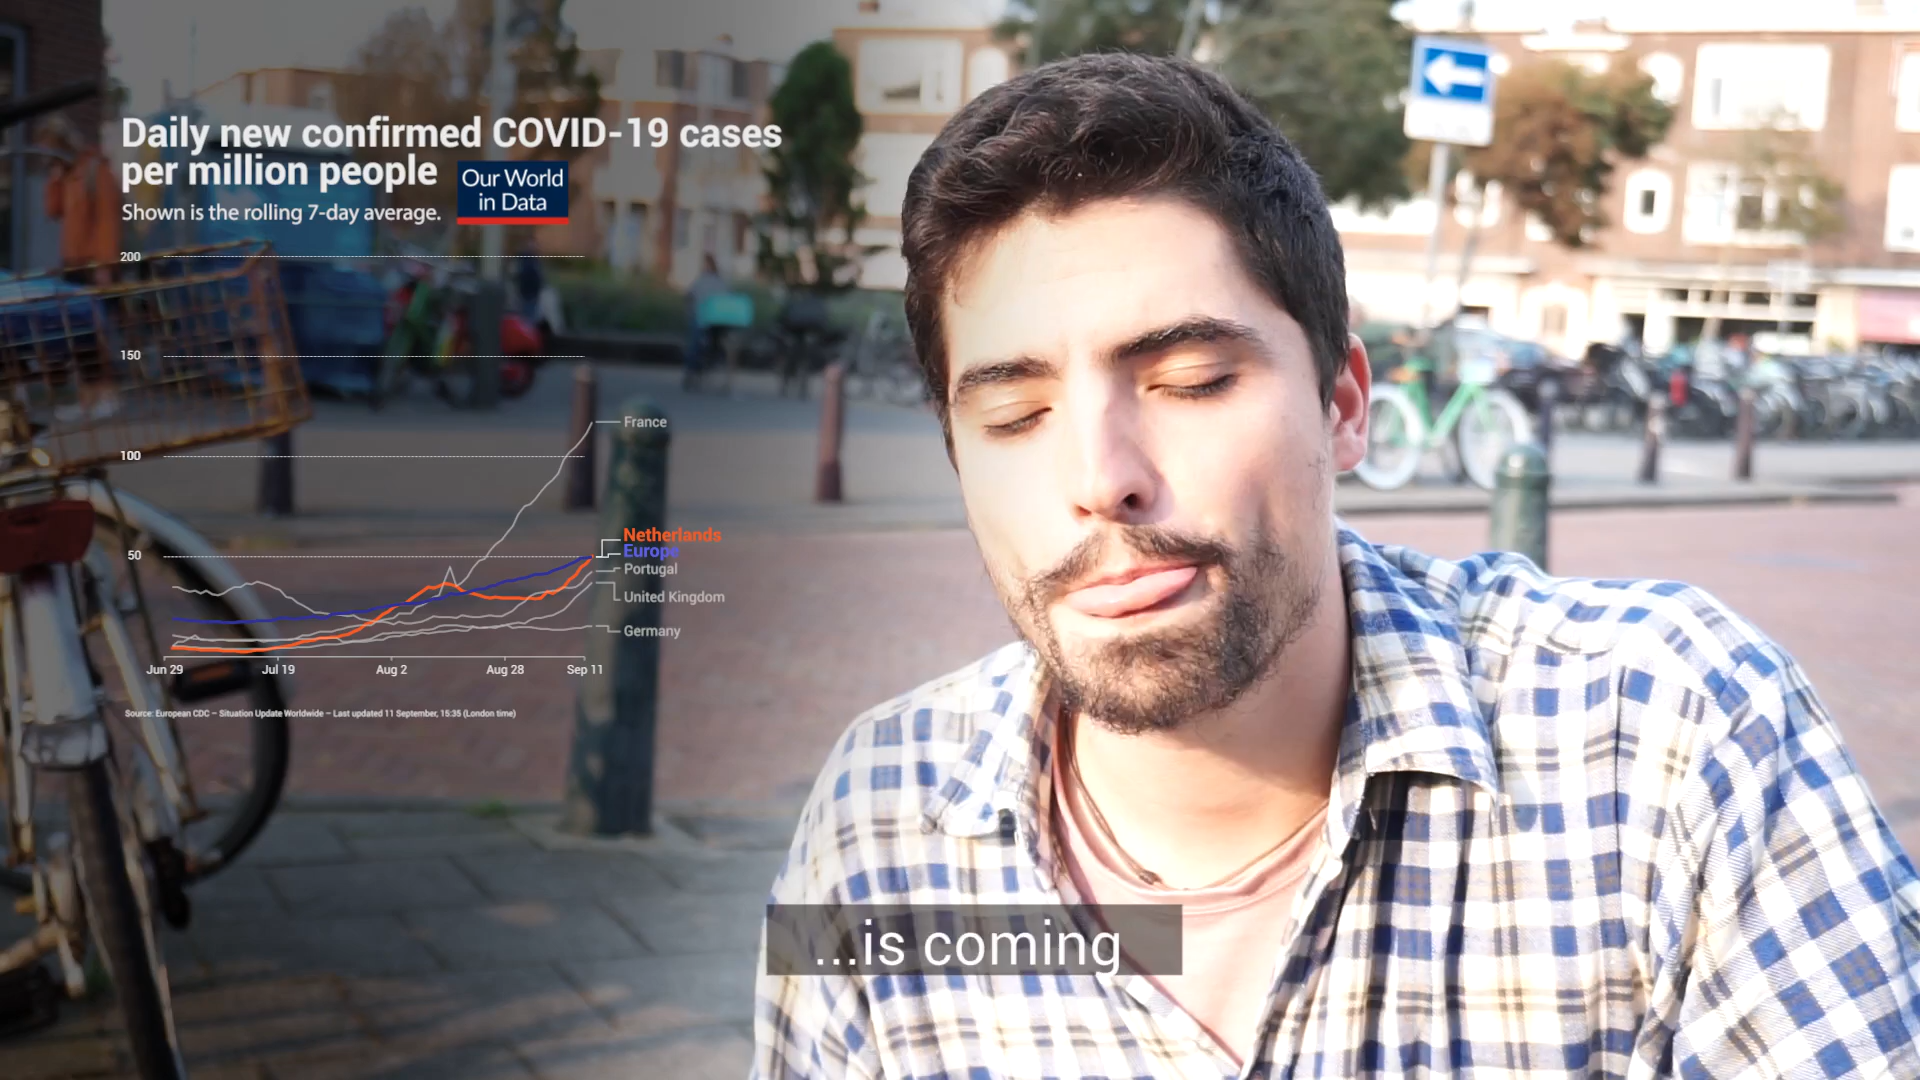 Daily new confirmed COVID-19 cases
per million people
Our World
in Data
Shown is the rolling 7-day average.
200
150
100
50
France
Netherlands
Europe
Portugal
United Kingdom
Germany
Jun 29 Jul 19 Aug 2 Aug 28 Sep 11
Source: European CDC – Situation Update Worldwide – Last updated 11 September, 15:35 (London time)
...is coming